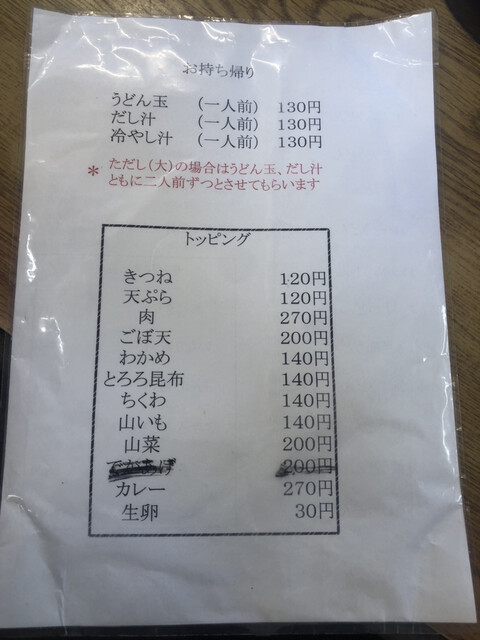 お持ち帰り
うどん玉 (一人前) 130円
だし汁 (一人前) 130円
冷やし汁 (一人前) 130円
* ただし(大)の場合はうどん玉、だし汁
ともに二人前ずつとさせてもらいます
トッピング
きつね 120円
天ぷら 120円
肉 270円
ごぼ天 200円
わかめ 140円
とろろ昆布 140円
ちくわ 140円
山いも 140円
山菜 200円
200円
カレー 270円
生卵 30円